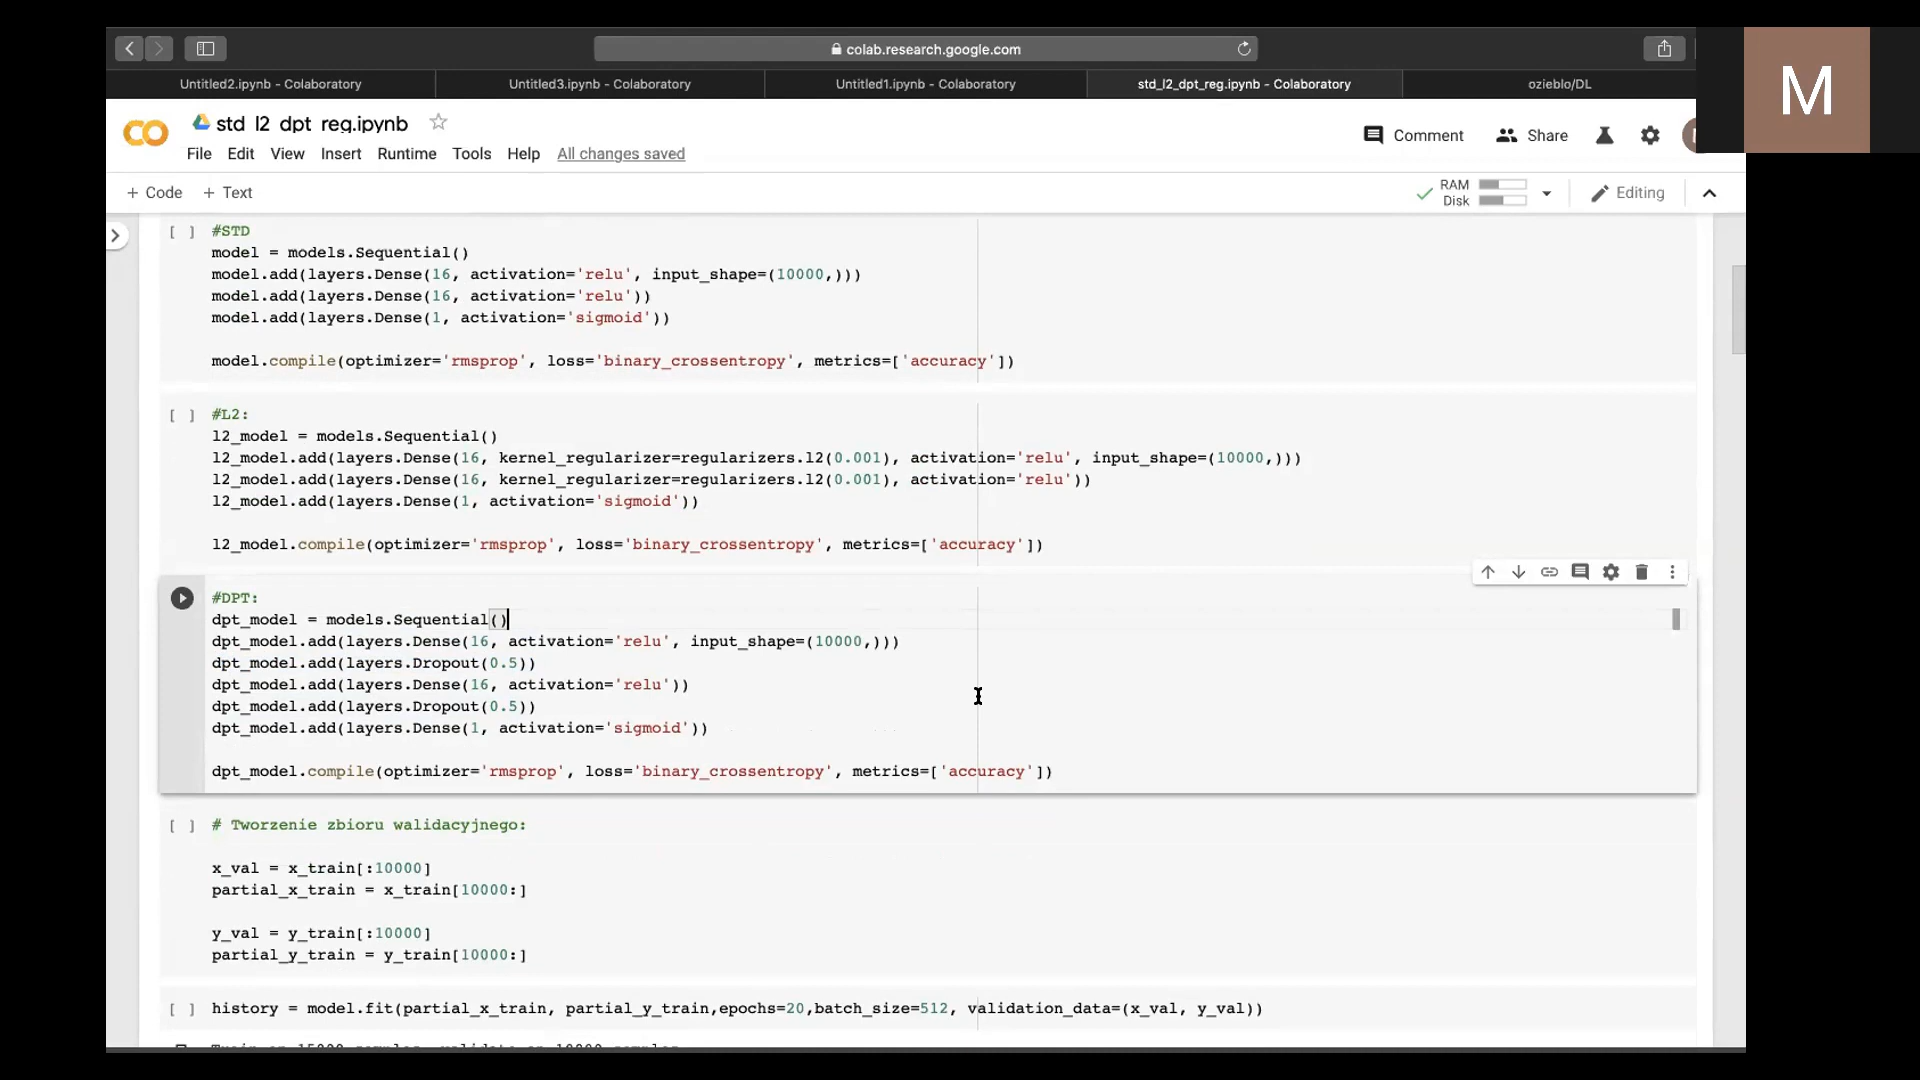 colab.research.google.com
Untitled2.ipynb - Colaboratory
Untitled3.ipynb - Colaboratory
Untitled1.ipynb - Colaboratory
std_l2_dpt_reg.ipynb - Colaboratory
ozieblo/DL
M
std_l2_dpt_reg.ipynb
Comment
Share
File Edit View Insert Runtime Tools Help All changes saved
+ Code + Text
RAM
Disk
Editing
[ ] #STD
model = models.Sequential()
model.add(layers.Dense(16, activation='relu', input_shape=(10000,)))
model.add(layers.Dense(16, activation='relu'))
model.add(layers.Dense(1, activation='sigmoid'))
model.compile(optimizer='rmsprop', loss='binary_crossentropy', metrics=['accuracy'])
[ ] #L2:
l2_model = models.Sequential()
l2_model.add(layers.Dense(16, kernel_regularizer=regularizers.l2(0.001), activation='relu', input_shape=(10000,)))
l2_model.add(layers.Dense(16, kernel_regularizer=regularizers.l2(0.001), activation='relu'))
l2_model.add(layers.Dense(1, activation='sigmoid'))
l2_model.compile(optimizer='rmsprop', loss='binary_crossentropy', metrics=['accuracy'])
#DPT:
dpt_model = models.Sequential()
dpt_model.add(layers.Dense(16, activation='relu', input_shape=(10000,)))
dpt_model.add(layers.Dropout(0.5))
dpt_model.add(layers.Dense(16, activation='relu'))
dpt_model.add(layers.Dropout(0.5))
dpt_model.add(layers.Dense(1, activation='sigmoid'))
dpt_model.compile(optimizer='rmsprop', loss='binary_crossentropy', metrics=['accuracy'])
[ ] # Tworzenie zbioru walidacyjnego:
x_val = x_train[:10000]
partial_x_train = x_train[10000:]
y_val = y_train[:10000]
partial_y_train = y_train[10000:]
[ ] history = model.fit(partial_x_train, partial_y_train,epochs=20,batch_size=512, validation_data=(x_val, y_val))